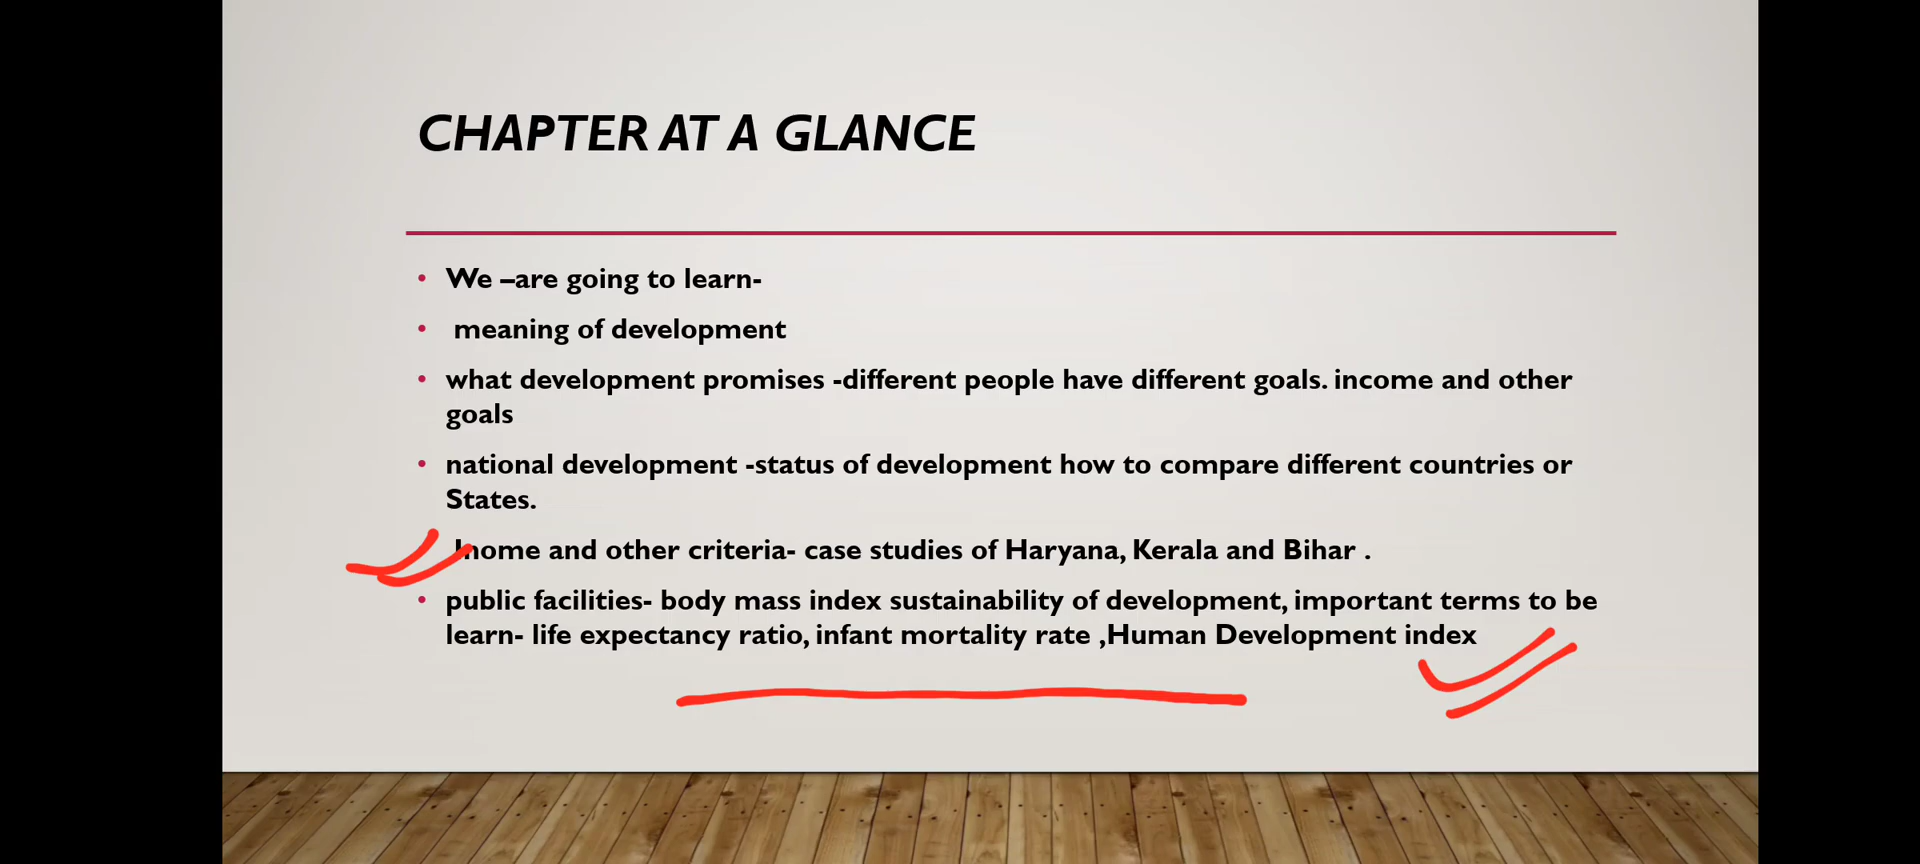 CHAPTER AT A GLANCE
• We –are going to learn-
• meaning of development
• what development promises -different people have different goals. income and other
goals
• national development -status of development how to compare different countries or
States.
Inome and other criteria- case studies of Haryana, Kerala and Bihar .
• public facilities- body mass index sustainability of development, important terms to be
learn- life expectancy ratio, infant mortality rate ,Human Development index